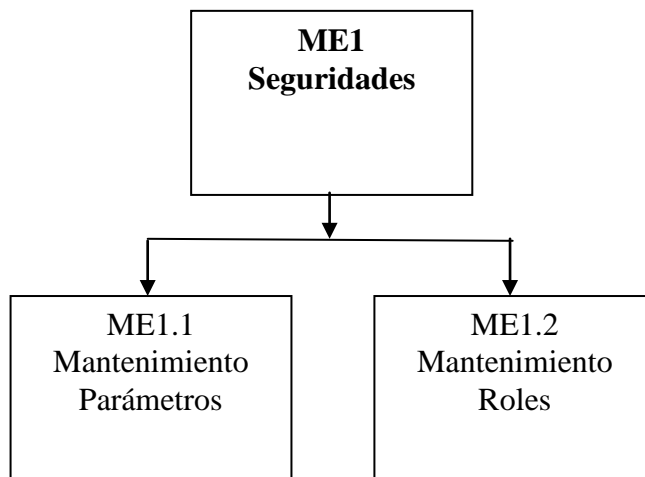 ME1
Seguridades
ME1.1
Mantenimiento
Parámetros
ME1.2
Mantenimiento
Roles